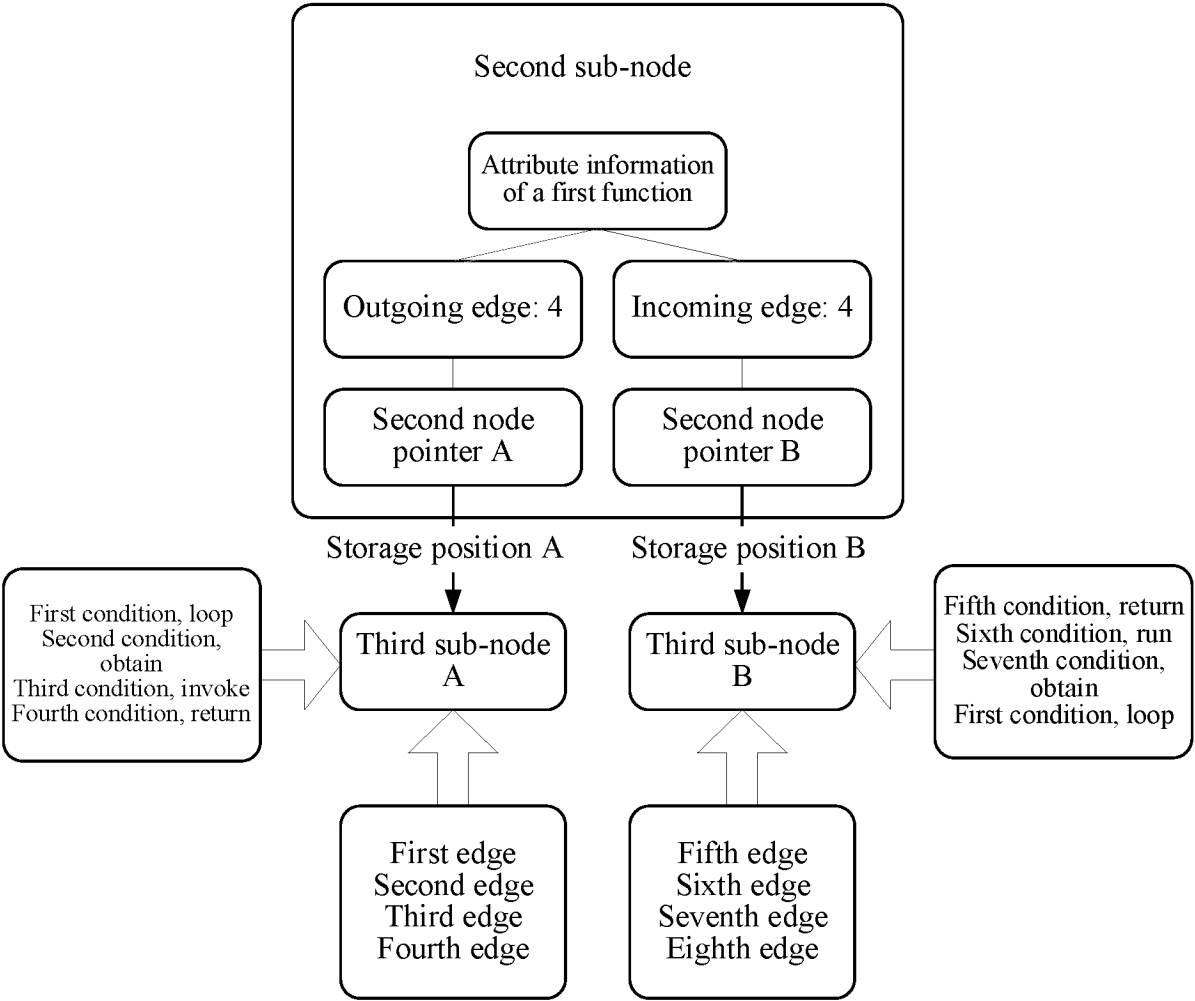 Second sub-node
Attribute information
of a first function
Outgoing edge: 4
Incoming edge: 4
Second node
pointer A
Second node
pointer B
Storage position A
Storage position B
First condition, loop
Second condition,
obtain
Third condition, invoke
Fourth condition, return
Third sub-node
A
Third sub-node
B
Fifth condition, return
Sixth condition, run
Seventh condition,
obtain
First condition, loop
First edge
Second edge
Third edge
Fourth edge
Fifth edge
Sixth edge
Seventh edge
Eighth edge